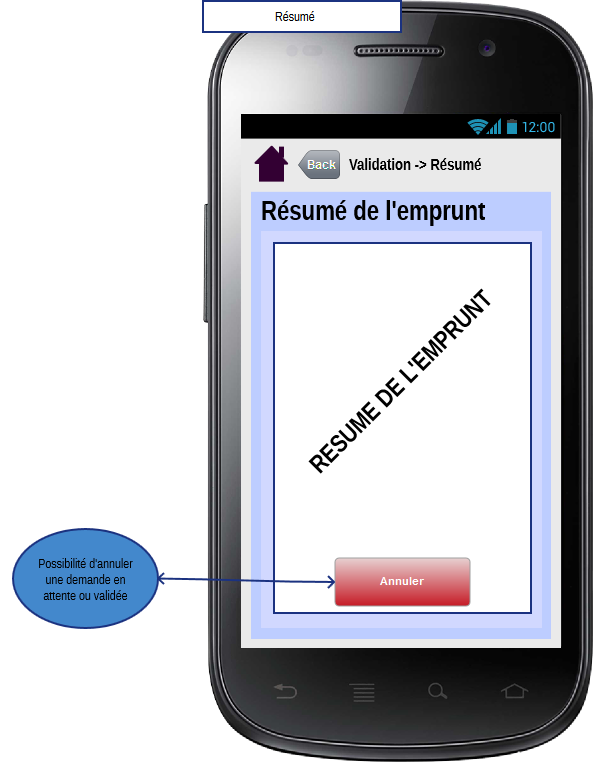 Résumé
12:00
Back
Validation -> Résumé
Résumé de l'emprunt
RESUME DE L'EMPRUNT
Possibilité d'annuler
une demande en
attente ou validée
Annuler